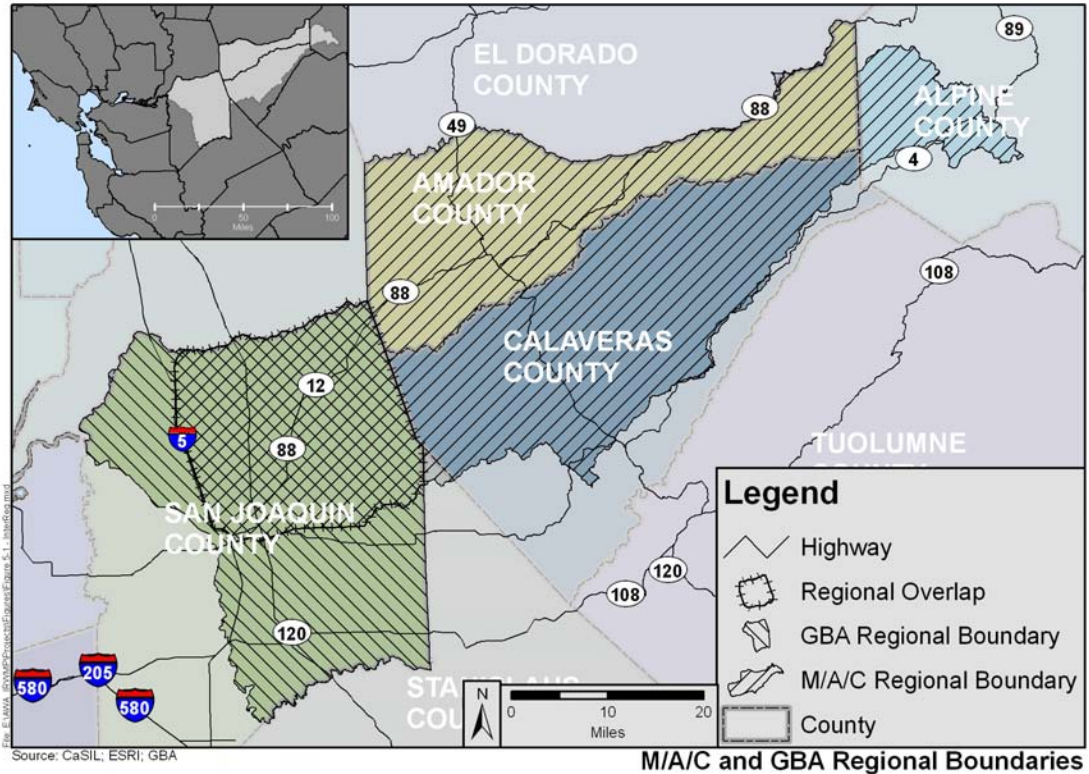 0 50 100
Miles
EL DORADO
COUNTY
89
88
ALPINE
COUNTY
49
4
AMADOR
COUNTY
108
88
CALAVERAS
COUNTY
12
5
88
TUOLUMNE
SAN JOAQUIN
COUNTY
120
108
120
580
205
580
STANISLAUS
N
0 10 20
Miles
Legend
Highway
Regional Overlap
GBA Regional Boundary
M/A/C Regional Boundary
County
Source: CaSIL; ESRI; GBA
M/A/C and GBA Regional Boundaries